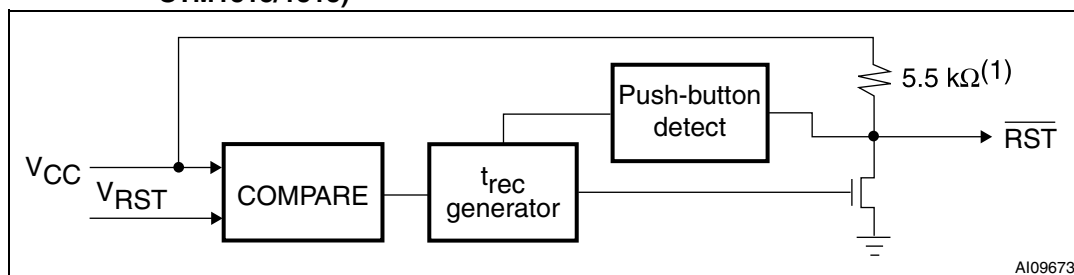 5.5 kΩ(1)
Push-button
detect
RST
VCC
VRST
COMPARE
trec
generator
AI09673